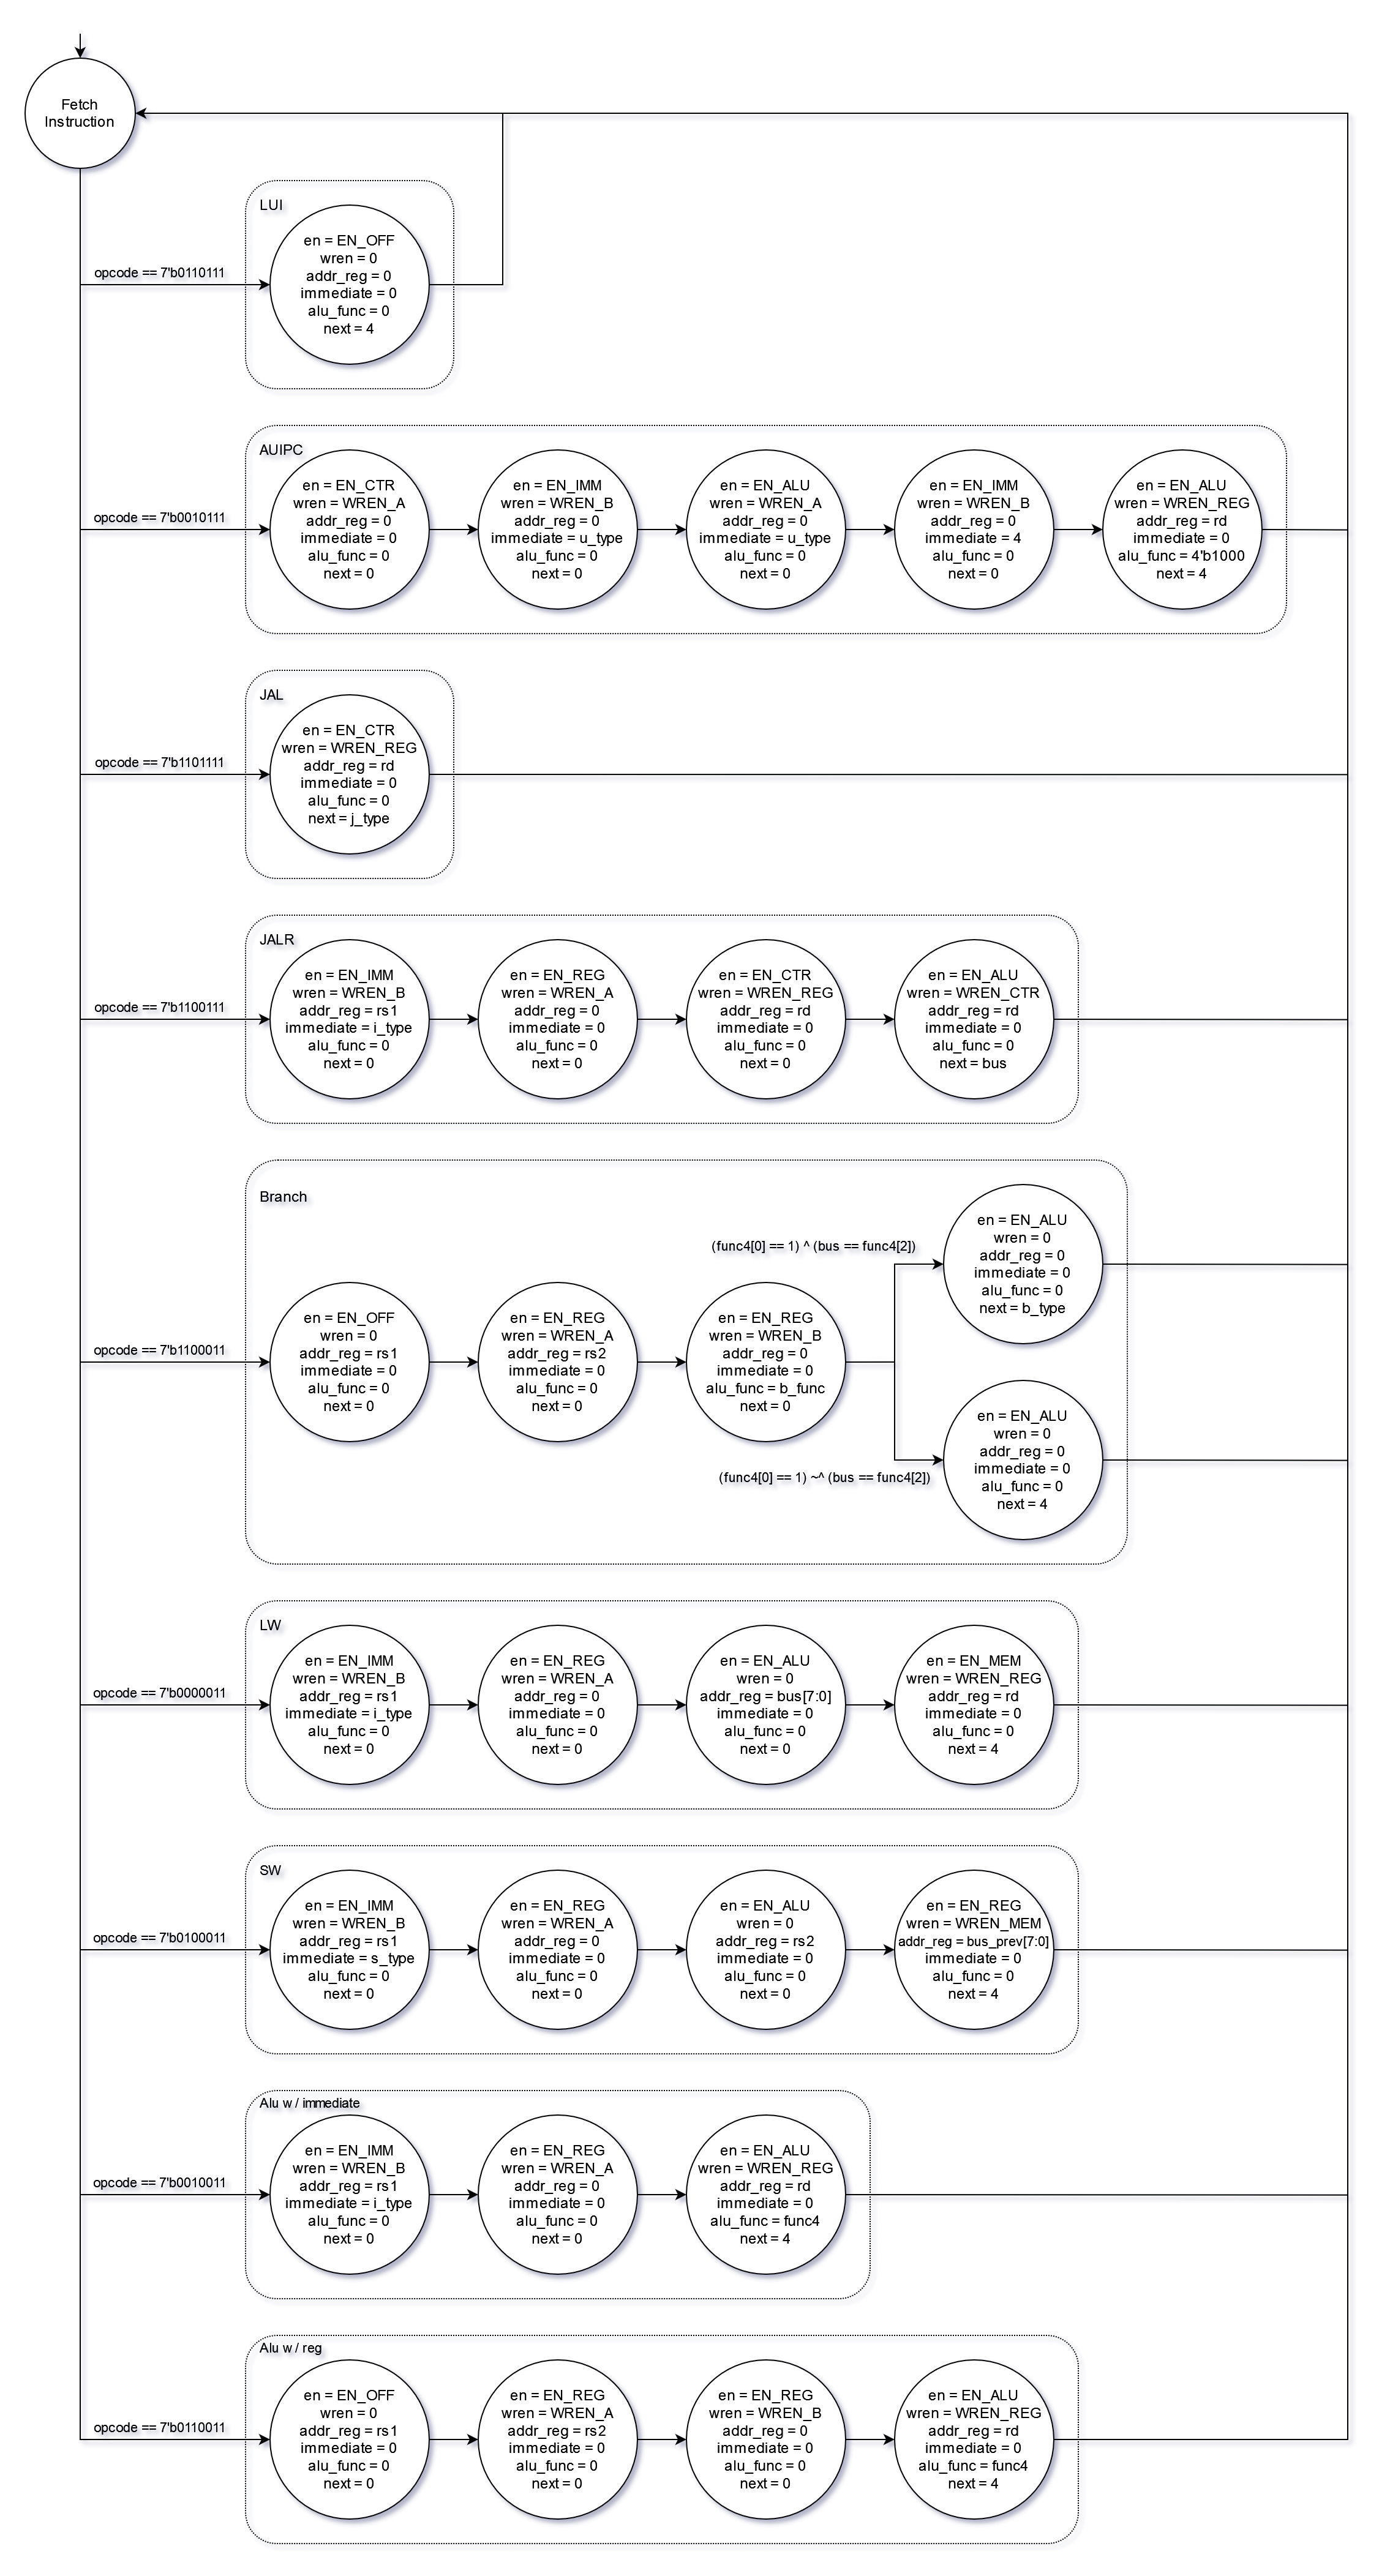 Fetch
Instruction
LUI
opcode == 7'b0110111
en = EN_OFF
wren = 0
addr_reg = 0
immediate = 0
alu_func = 0
next = 4
AUIPC
opcode == 7'b0010111
en = EN_CTR
wren = WREN_A
addr_reg = 0
immediate = 0
alu_func = 0
next = 0
en = EN_IMM
wren = WREN_B
addr_reg = 0
immediate = u_type
alu_func = 0
next = 0
en = EN_ALU
wren = WREN_A
addr_reg = 0
immediate = u_type
alu_func = 0
next = 0
en = EN_IMM
wren = WREN_B
addr_reg = 0
immediate = 4
alu_func = 0
next = 0
en = EN_ALU
wren = WREN_REG
addr_reg = rd
immediate = 0
alu_func = 4'b1000
next = 4
JAL
opcode == 7'b1101111
en = EN_CTR
wren = WREN_REG
addr_reg = rd
immediate = 0
alu_func = 0
next = j_type
JALR
opcode == 7'b1100111
en = EN_IMM
wren = WREN_B
addr_reg = rs1
immediate = i_type
alu_func = 0
next = 0
en = EN_REG
wren = WREN_A
addr_reg = 0
immediate = 0
alu_func = 0
next = 0
en = EN_CTR
wren = WREN_REG
addr_reg = rd
immediate = 0
alu_func = 0
next = 0
en = EN_ALU
wren = WREN_CTR
addr_reg = rd
immediate = 0
alu_func = 0
next = bus
Branch
opcode == 7'b1100011
en = EN_OFF
wren = 0
addr_reg = rs1
immediate = 0
alu_func = 0
next = 0
en = EN_REG
wren = WREN_A
addr_reg = rs2
immediate = 0
alu_func = 0
next = 0
en = EN_REG
wren = WREN_B
addr_reg = 0
immediate = 0
alu_func = b_func
next = 0
(func4[0] == 1) ^ (bus == func4[2])
en = EN_ALU
wren = 0
addr_reg = 0
immediate = 0
alu_func = 0
next = b_type
(func4[0] == 1) ~^ (bus == func4[2])
en = EN_ALU
wren = 0
addr_reg = 0
immediate = 0
alu_func = 0
next = 4
LW
opcode == 7'b0000011
en = EN_IMM
wren = WREN_B
addr_reg = rs1
immediate = i_type
alu_func = 0
next = 0
en = EN_REG
wren = WREN_A
addr_reg = 0
immediate = 0
alu_func = 0
next = 0
en = EN_ALU
wren = 0
addr_reg = bus[7:0]
immediate = 0
alu_func = 0
next = 0
en = EN_MEM
wren = WREN_REG
addr_reg = rd
immediate = 0
alu_func = 0
next = 4
SW
opcode == 7'b0100011
en = EN_IMM
wren = WREN_B
addr_reg = rs1
immediate = s_type
alu_func = 0
next = 0
en = EN_REG
wren = WREN_A
addr_reg = 0
immediate = 0
alu_func = 0
next = 0
en = EN_ALU
wren = 0
addr_reg = rs2
immediate = 0
alu_func = 0
next = 0
en = EN_REG
wren = WREN_MEM
addr_reg = bus_prev[7:0]
immediate = 0
alu_func = 0
next = 4
Alu w / immediate
opcode == 7'b0010011
en = EN_IMM
wren = WREN_B
addr_reg = rs1
immediate = i_type
alu_func = 0
next = 0
en = EN_REG
wren = WREN_A
addr_reg = 0
immediate = 0
alu_func = 0
next = 0
en = EN_ALU
wren = WREN_REG
addr_reg = rd
immediate = 0
alu_func = func4
next = 4
Alu w / reg
opcode == 7'b0110011
en = EN_OFF
wren = 0
addr_reg = rs1
immediate = 0
alu_func = 0
next = 0
en = EN_REG
wren = WREN_A
addr_reg = rs2
immediate = 0
alu_func = 0
next = 0
en = EN_REG
wren = WREN_B
addr_reg = 0
immediate = 0
alu_func = 0
next = 0
en = EN_ALU
wren = WREN_REG
addr_reg = rd
immediate = 0
alu_func = func4
next = 4